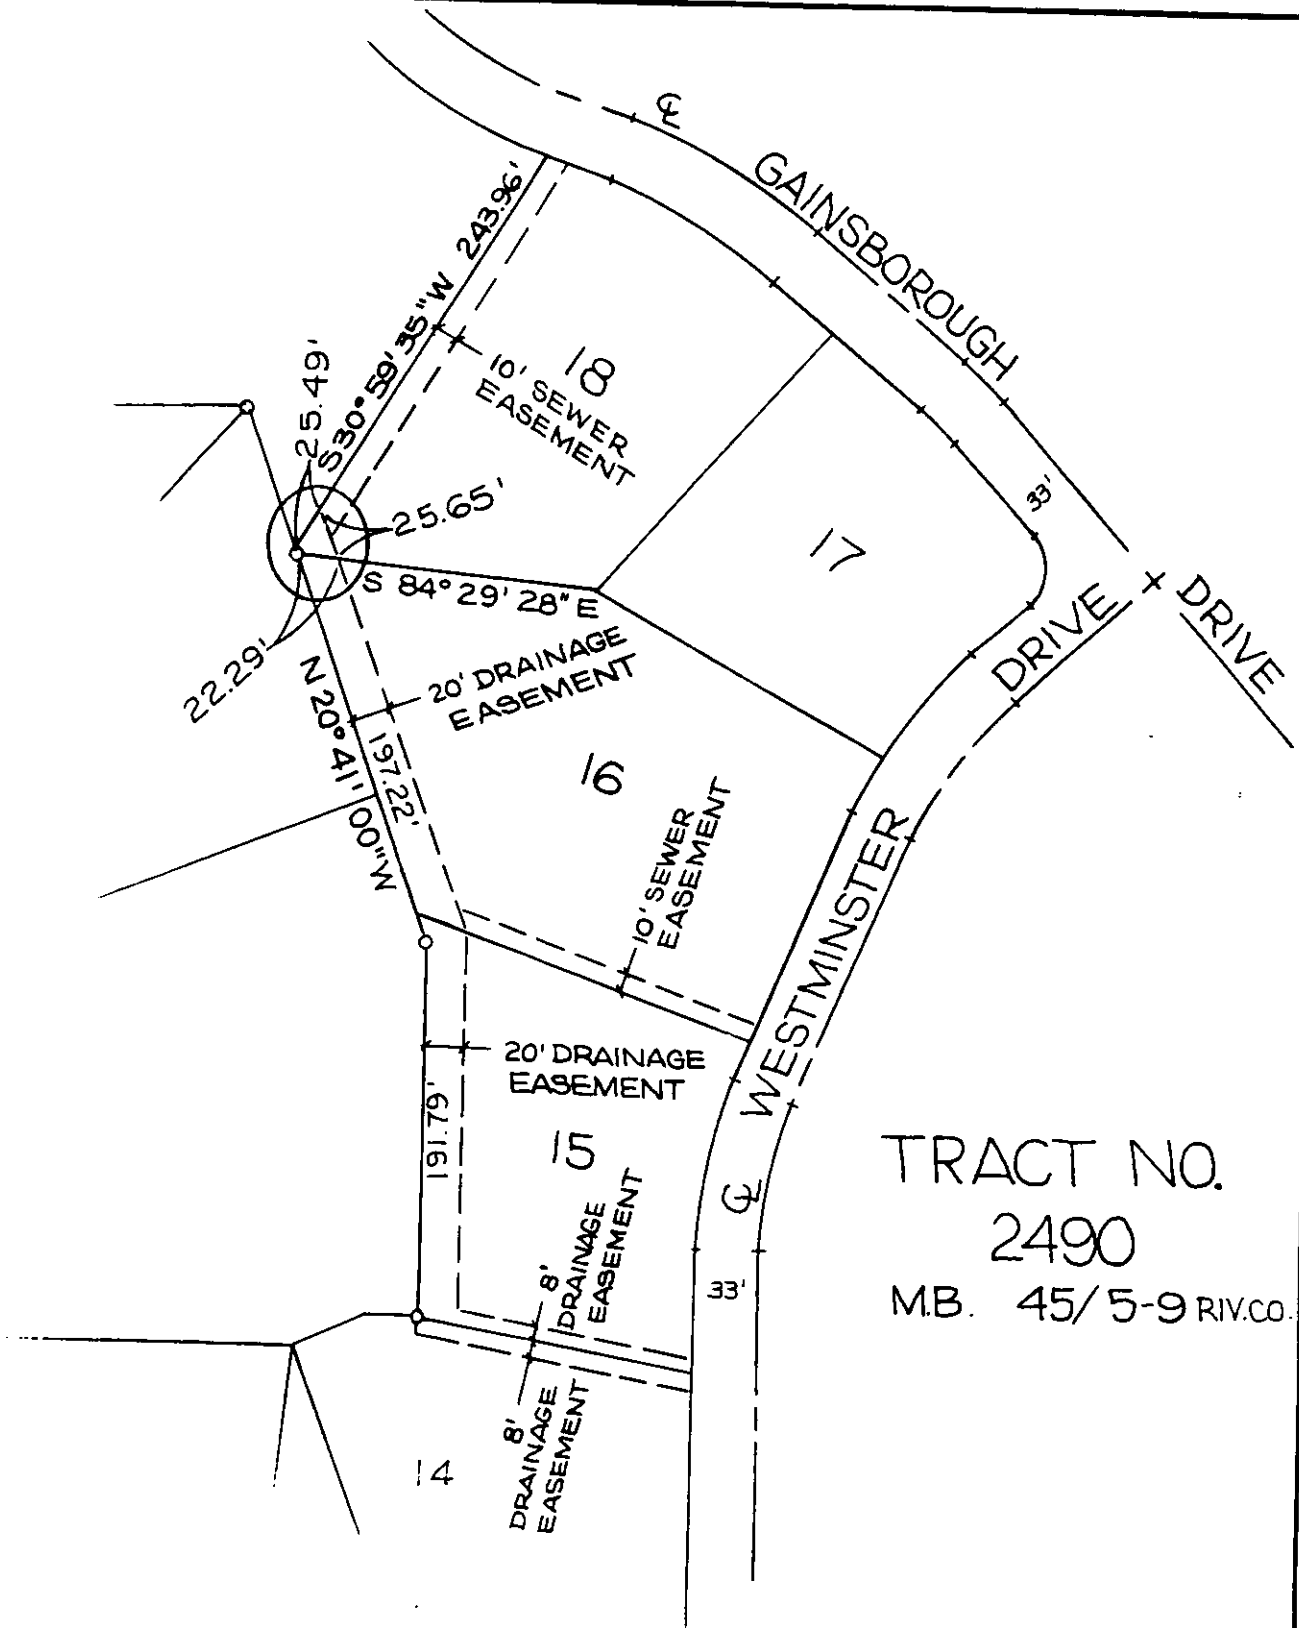 ℄
GAINSBOROUGH
DRIVE
S 30° 59' 35" W 243.96'
25.49'
18
10' SEWER
EASEMENT
33'
25.65'
17
S 84° 29' 28" E
22.29'
DRIVE
N 20° 41' 00" W
197.22'
20' DRAINAGE
EASEMENT
16
10' SEWER
EASEMENT
WESTMINSTER
20' DRAINAGE
EASEMENT
191.79'
15
℄
8'
DRAINAGE
EASEMENT
33'
8'
DRAINAGE
EASEMENT
14
TRACT NO.
2490
M.B. 45/5-9 RIV.CO.